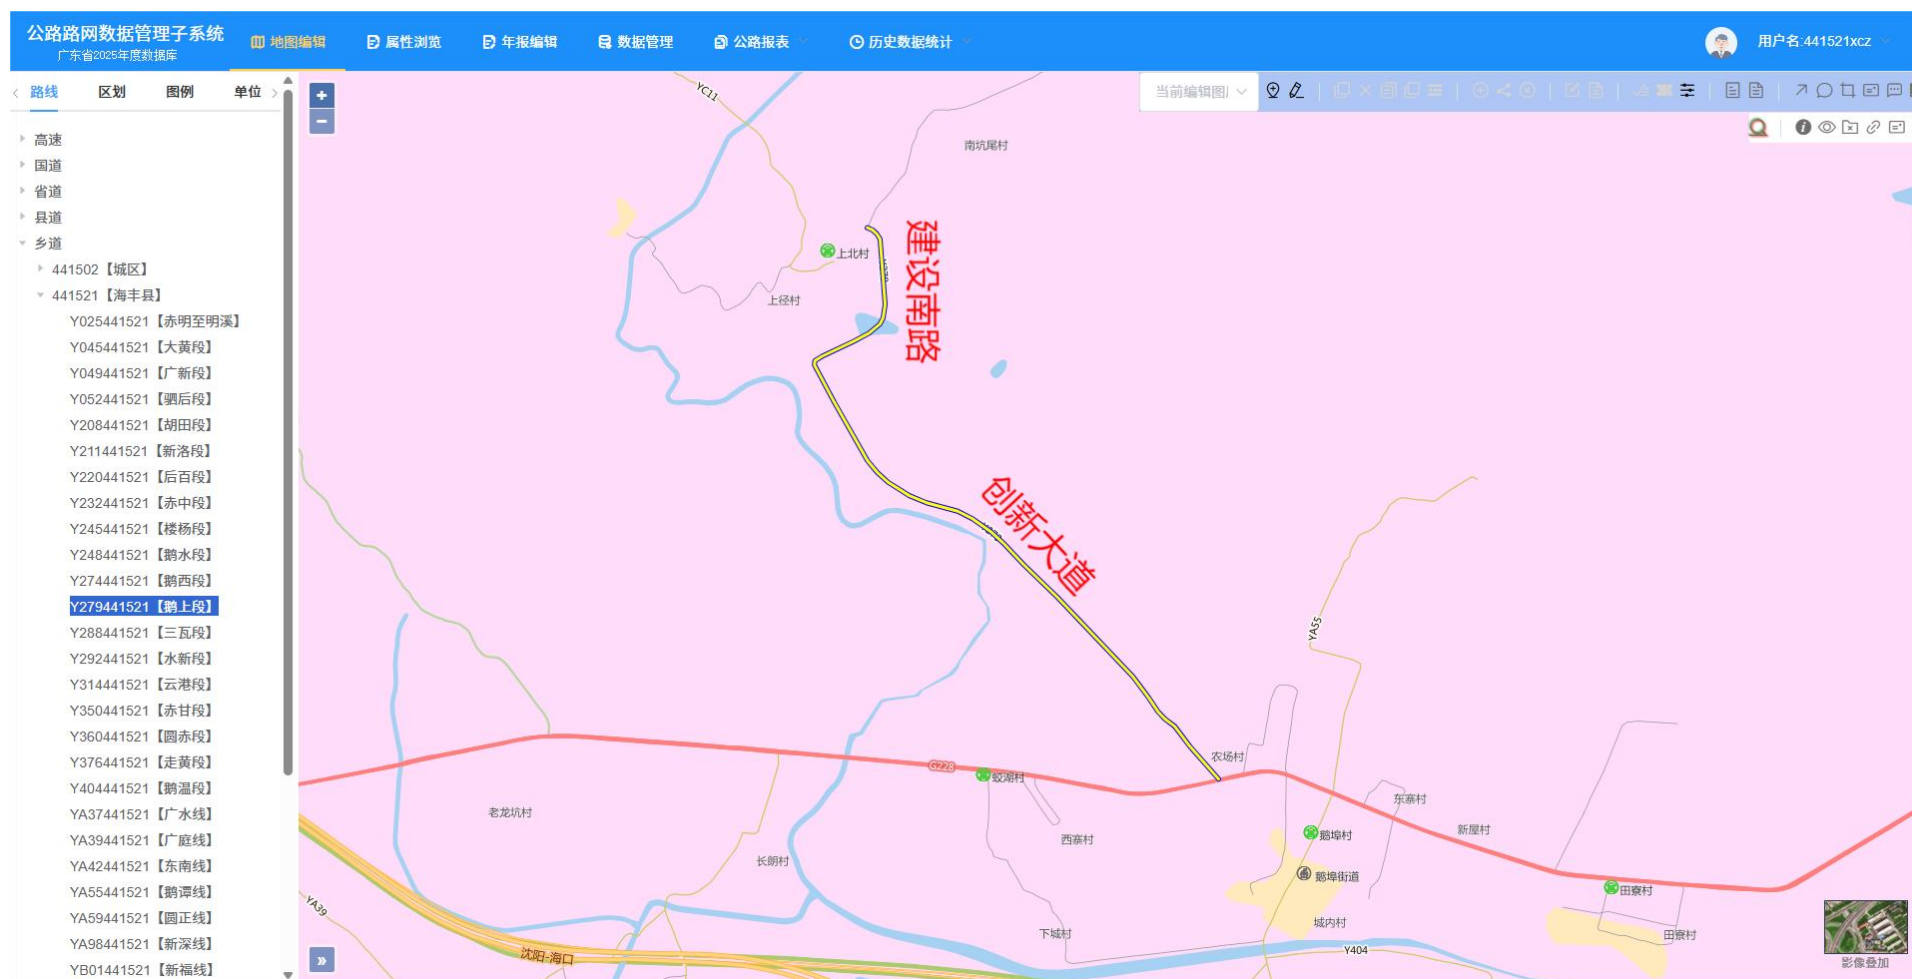 公路路网数据管理子系统
广东省2025年度数据库
地图编辑
属性浏览
年报编辑
数据管理
公路报表
历史数据统计
用户名:441521xcz
路线
区划
图例
单位
当前编辑图
高速
国道
省道
县道
乡道
441502【城区】
441521【海丰县】
Y025441521【赤明至明溪】
Y045441521【大黄段】
Y049441521【广新段】
Y052441521【驷后段】
Y208441521【胡田段】
Y211441521【新洛段】
Y220441521【后百段】
Y232441521【赤中段】
Y245441521【楼杨段】
Y248441521【鹅水段】
Y274441521【鹅西段】
Y279441521【鹅上段】
Y288441521【三瓦段】
Y292441521【水新段】
Y314441521【云港段】
Y350441521【赤甘段】
Y360441521【圆赤段】
Y376441521【走黄段】
Y404441521【鹅温段】
YA37441521【广水线】
YA39441521【广庭线】
YA42441521【东南线】
YA55441521【鹅谭线】
YA59441521【圆正线】
YA98441521【新深线】
YB01441521【新福线】
YC11
南坑尾村
上北村
上径村
建设南路
创新大道
YA55
农场村
G228
蛟湖村
东寨村
新屋村
老龙坑村
西寨村
鹅埠村
长朗村
鹅埠街道
田寮村
YA39
城内村
下城村
田寮村
Y404
沈阳-海口
影像叠加